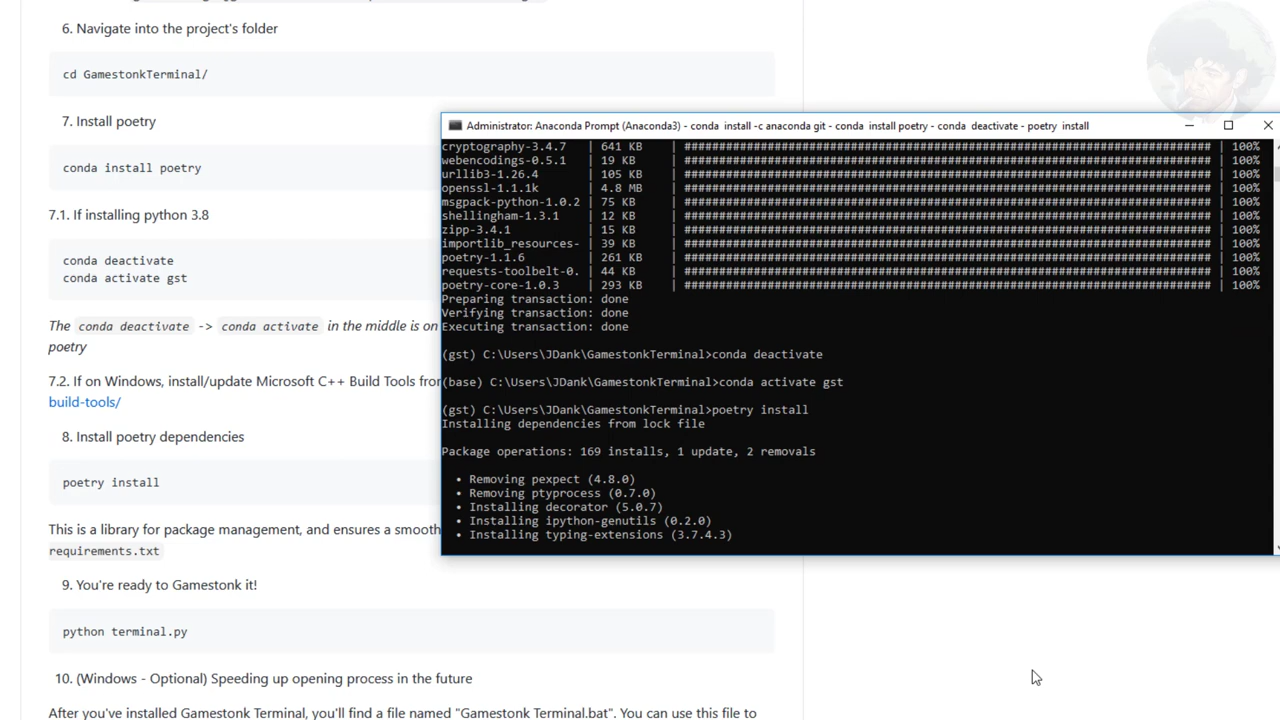 6. Navigate into the project's folder
cd GamestonkTerminal/
7. Install poetry
conda install poetry
7.1. If installing python 3.8
conda deactivate
conda activate gst
The conda deactivate -> conda activate in the middle is on
poetry
7.2. If on Windows, install/update Microsoft C++ Build Tools from
build-tools/
8. Install poetry dependencies
poetry install
This is a library for package management, and ensures a smooth
requirements.txt
9. You're ready to Gamestonk it!
python terminal.py
10. (Windows - Optional) Speeding up opening process in the future
After you've installed Gamestonk Terminal, you'll find a file named "Gamestonk Terminal.bat". You can use this file to
Administrator: Anaconda Prompt (Anaconda3) - conda install -c anaconda git - conda install poetry - conda deactivate - poetry install
cryptography-3.4.7 | 641 KB | ############################################################################ | 100%
webencodings-0.5.1 | 19 KB | ############################################################################ | 100%
urllib3-1.26.4 | 105 KB | ############################################################################ | 100%
openssl-1.1.1k | 4.8 MB | ############################################################################ | 100%
msgpack-python-1.0.2 | 75 KB | ############################################################################ | 100%
shellingham-1.3.1 | 12 KB | ############################################################################ | 100%
zipp-3.4.1 | 15 KB | ############################################################################ | 100%
importlib_resources- | 39 KB | ############################################################################ | 100%
poetry-1.1.6 | 261 KB | ############################################################################ | 100%
requests-toolbelt-0. | 44 KB | ############################################################################ | 100%
poetry-core-1.0.3 | 293 KB | ############################################################################ | 100%
Preparing transaction: done
Verifying transaction: done
Executing transaction: done
(gst) C:\Users\JDank\GamestonkTerminal>conda deactivate
(base) C:\Users\JDank\GamestonkTerminal>conda activate gst
(gst) C:\Users\JDank\GamestonkTerminal>poetry install
Installing dependencies from lock file
Package operations: 169 installs, 1 update, 2 removals
• Removing pexpect (4.8.0)
• Removing ptyprocess (0.7.0)
• Installing decorator (5.0.7)
• Installing ipython-genutils (0.2.0)
• Installing typing-extensions (3.7.4.3)